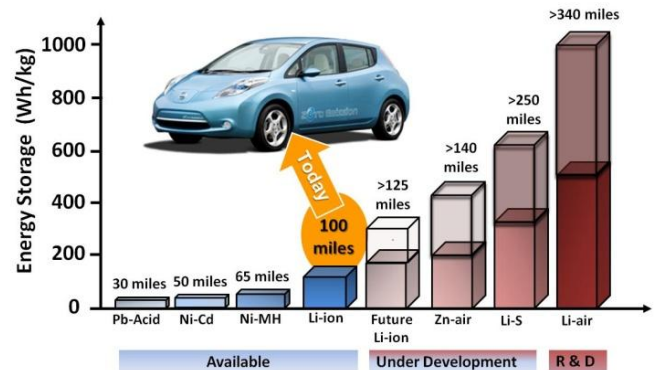 Energy Storage (Wh/kg)
1000
800
600
400
200
0
zero emission
Today
30 miles
50 miles
65 miles
100
miles
>125
miles
>140
miles
>250
miles
>340 miles
Pb-Acid
Ni-Cd
Ni-MH
Li-ion
Future
Li-ion
Zn-air
Li-S
Li-air
Available
Under Development
R & D